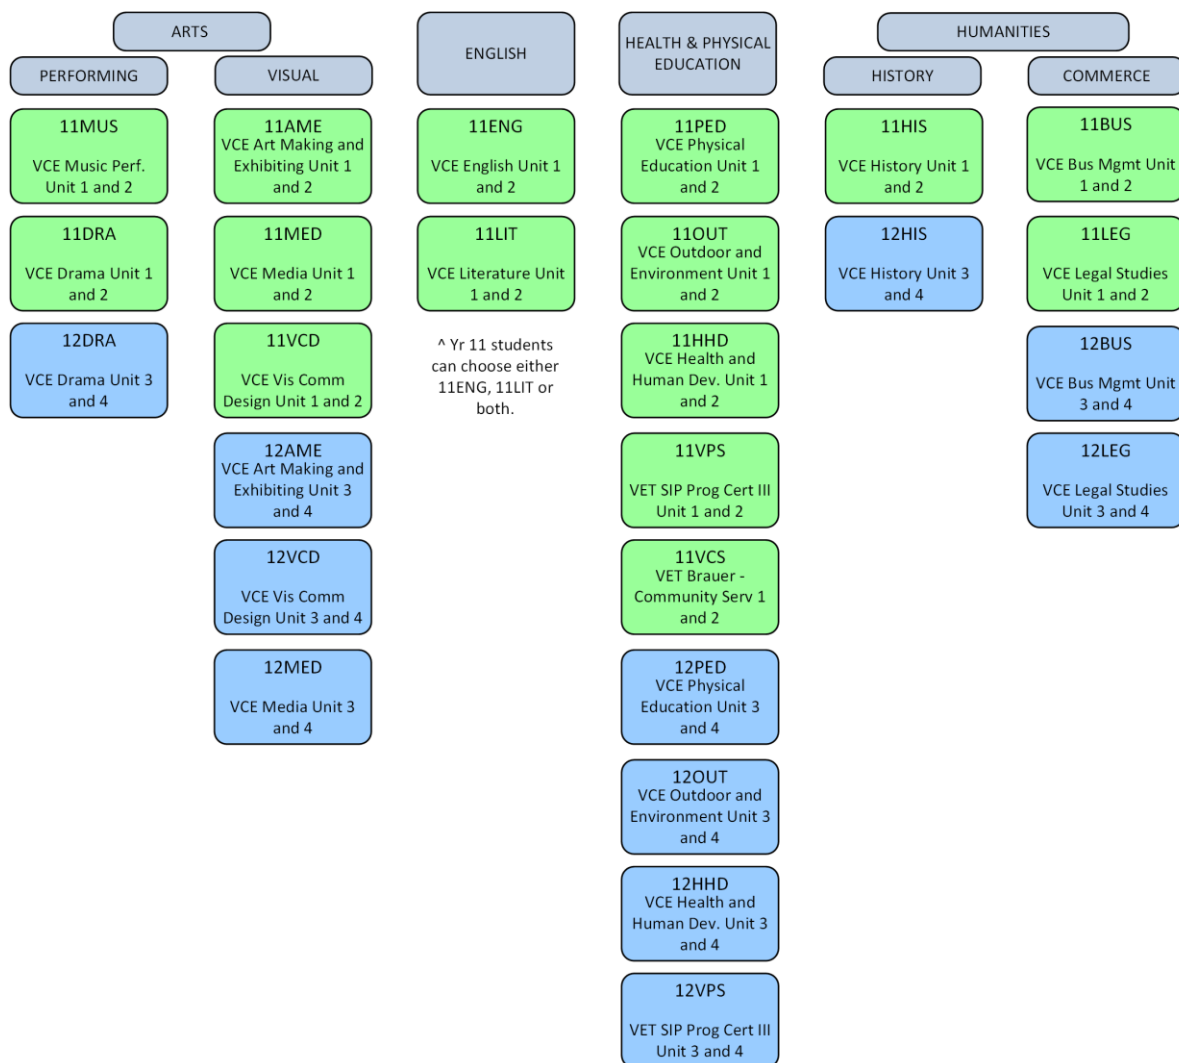 ARTS
PERFORMING
11MUS
VCE Music Perf.
Unit 1 and 2
11DRA
VCE Drama Unit 1
and 2
12DRA
VCE Drama Unit 3
and 4
VISUAL
11AME
VCE Art Making and
Exhibiting Unit 1
and 2
11MED
VCE Media Unit 1
and 2
11VCD
VCE Vis Comm
Design Unit 1 and 2
12AME
VCE Art Making and
Exhibiting Unit 3
and 4
12VCD
VCE Vis Comm
Design Unit 3 and 4
12MED
VCE Media Unit 3
and 4
ENGLISH
11ENG
VCE English Unit 1
and 2
11LIT
VCE Literature Unit
1 and 2
^ Yr 11 students
can choose either
11ENG, 11LIT or
both.
HEALTH & PHYSICAL
EDUCATION
11PED
VCE Physical
Education Unit 1
and 2
11OUT
VCE Outdoor and
Environment Unit 1
and 2
11HHD
VCE Health and
Human Dev. Unit 1
and 2
11VPS
VET SIP Prog Cert III
Unit 1 and 2
11VCS
VET Brauer -
Community Serv 1
and 2
12PED
VCE Physical
Education Unit 3
and 4
12OUT
VCE Outdoor and
Environment Unit 3
and 4
12HHD
VCE Health and
Human Dev. Unit 3
and 4
12VPS
VET SIP Prog Cert III
Unit 3 and 4
HUMANITIES
HISTORY
11HIS
VCE History Unit 1
and 2
12HIS
VCE History Unit 3
and 4
COMMERCE
11BUS
VCE Bus Mgmt Unit
1 and 2
11LEG
VCE Legal Studies
Unit 1 and 2
12BUS
VCE Bus Mgmt Unit
3 and 4
12LEG
VCE Legal Studies
Unit 3 and 4